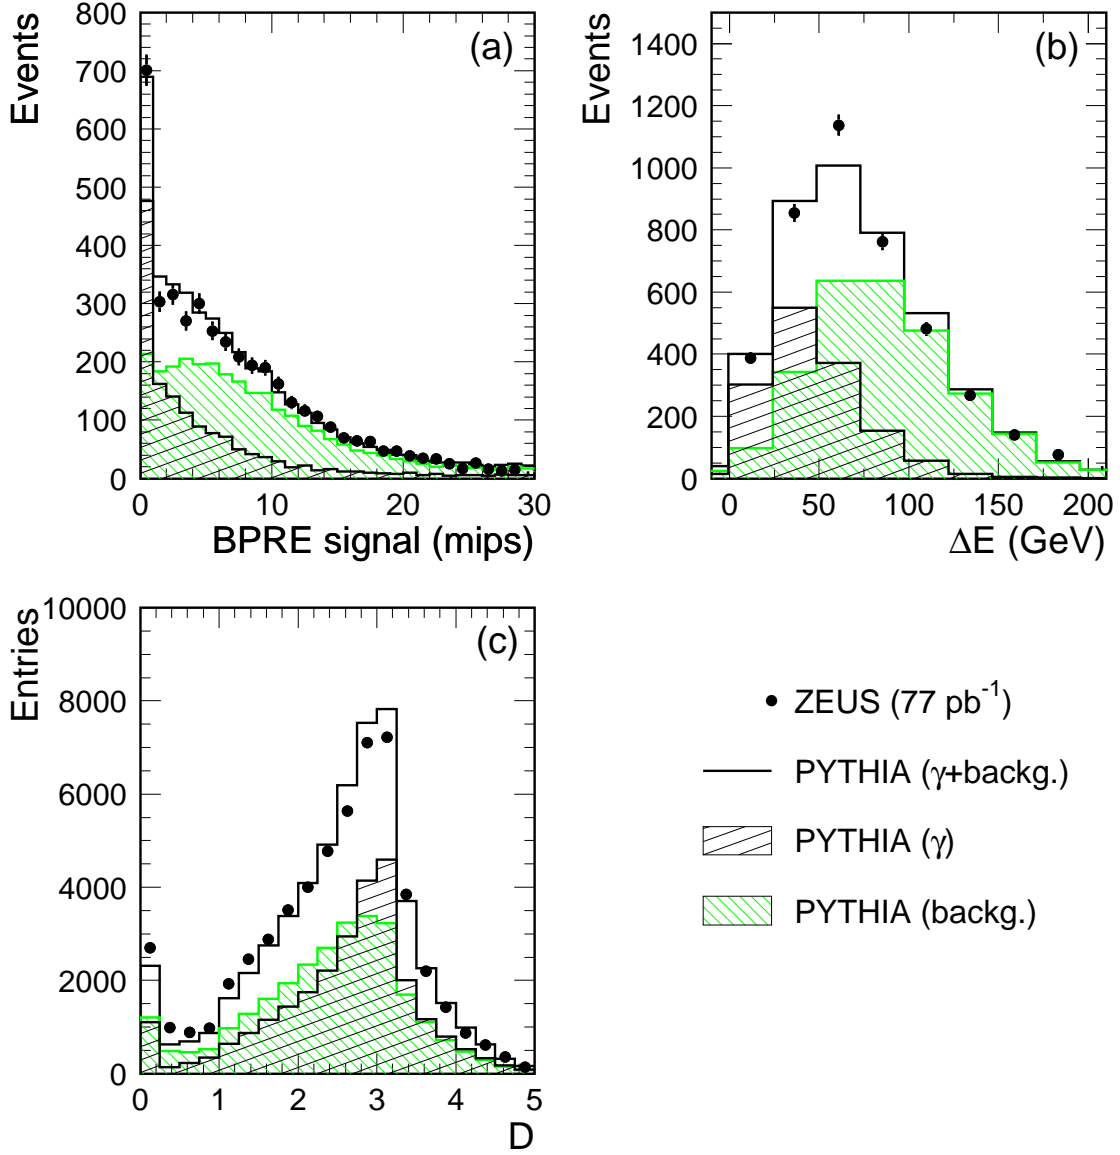 (a)
Events
800
700
600
500
400
300
200
100
0
0 10 20 30
BPRE signal (mips)
(b)
Events
1400
1200
1000
800
600
400
200
0
0 50 100 150 200
ΔE (GeV)
(c)
Entries
10000
8000
6000
4000
2000
0
0 1 2 3 4 5
D
ZEUS (77 pb⁻¹)
PYTHIA (γ+backg.)
PYTHIA (γ)
PYTHIA (backg.)